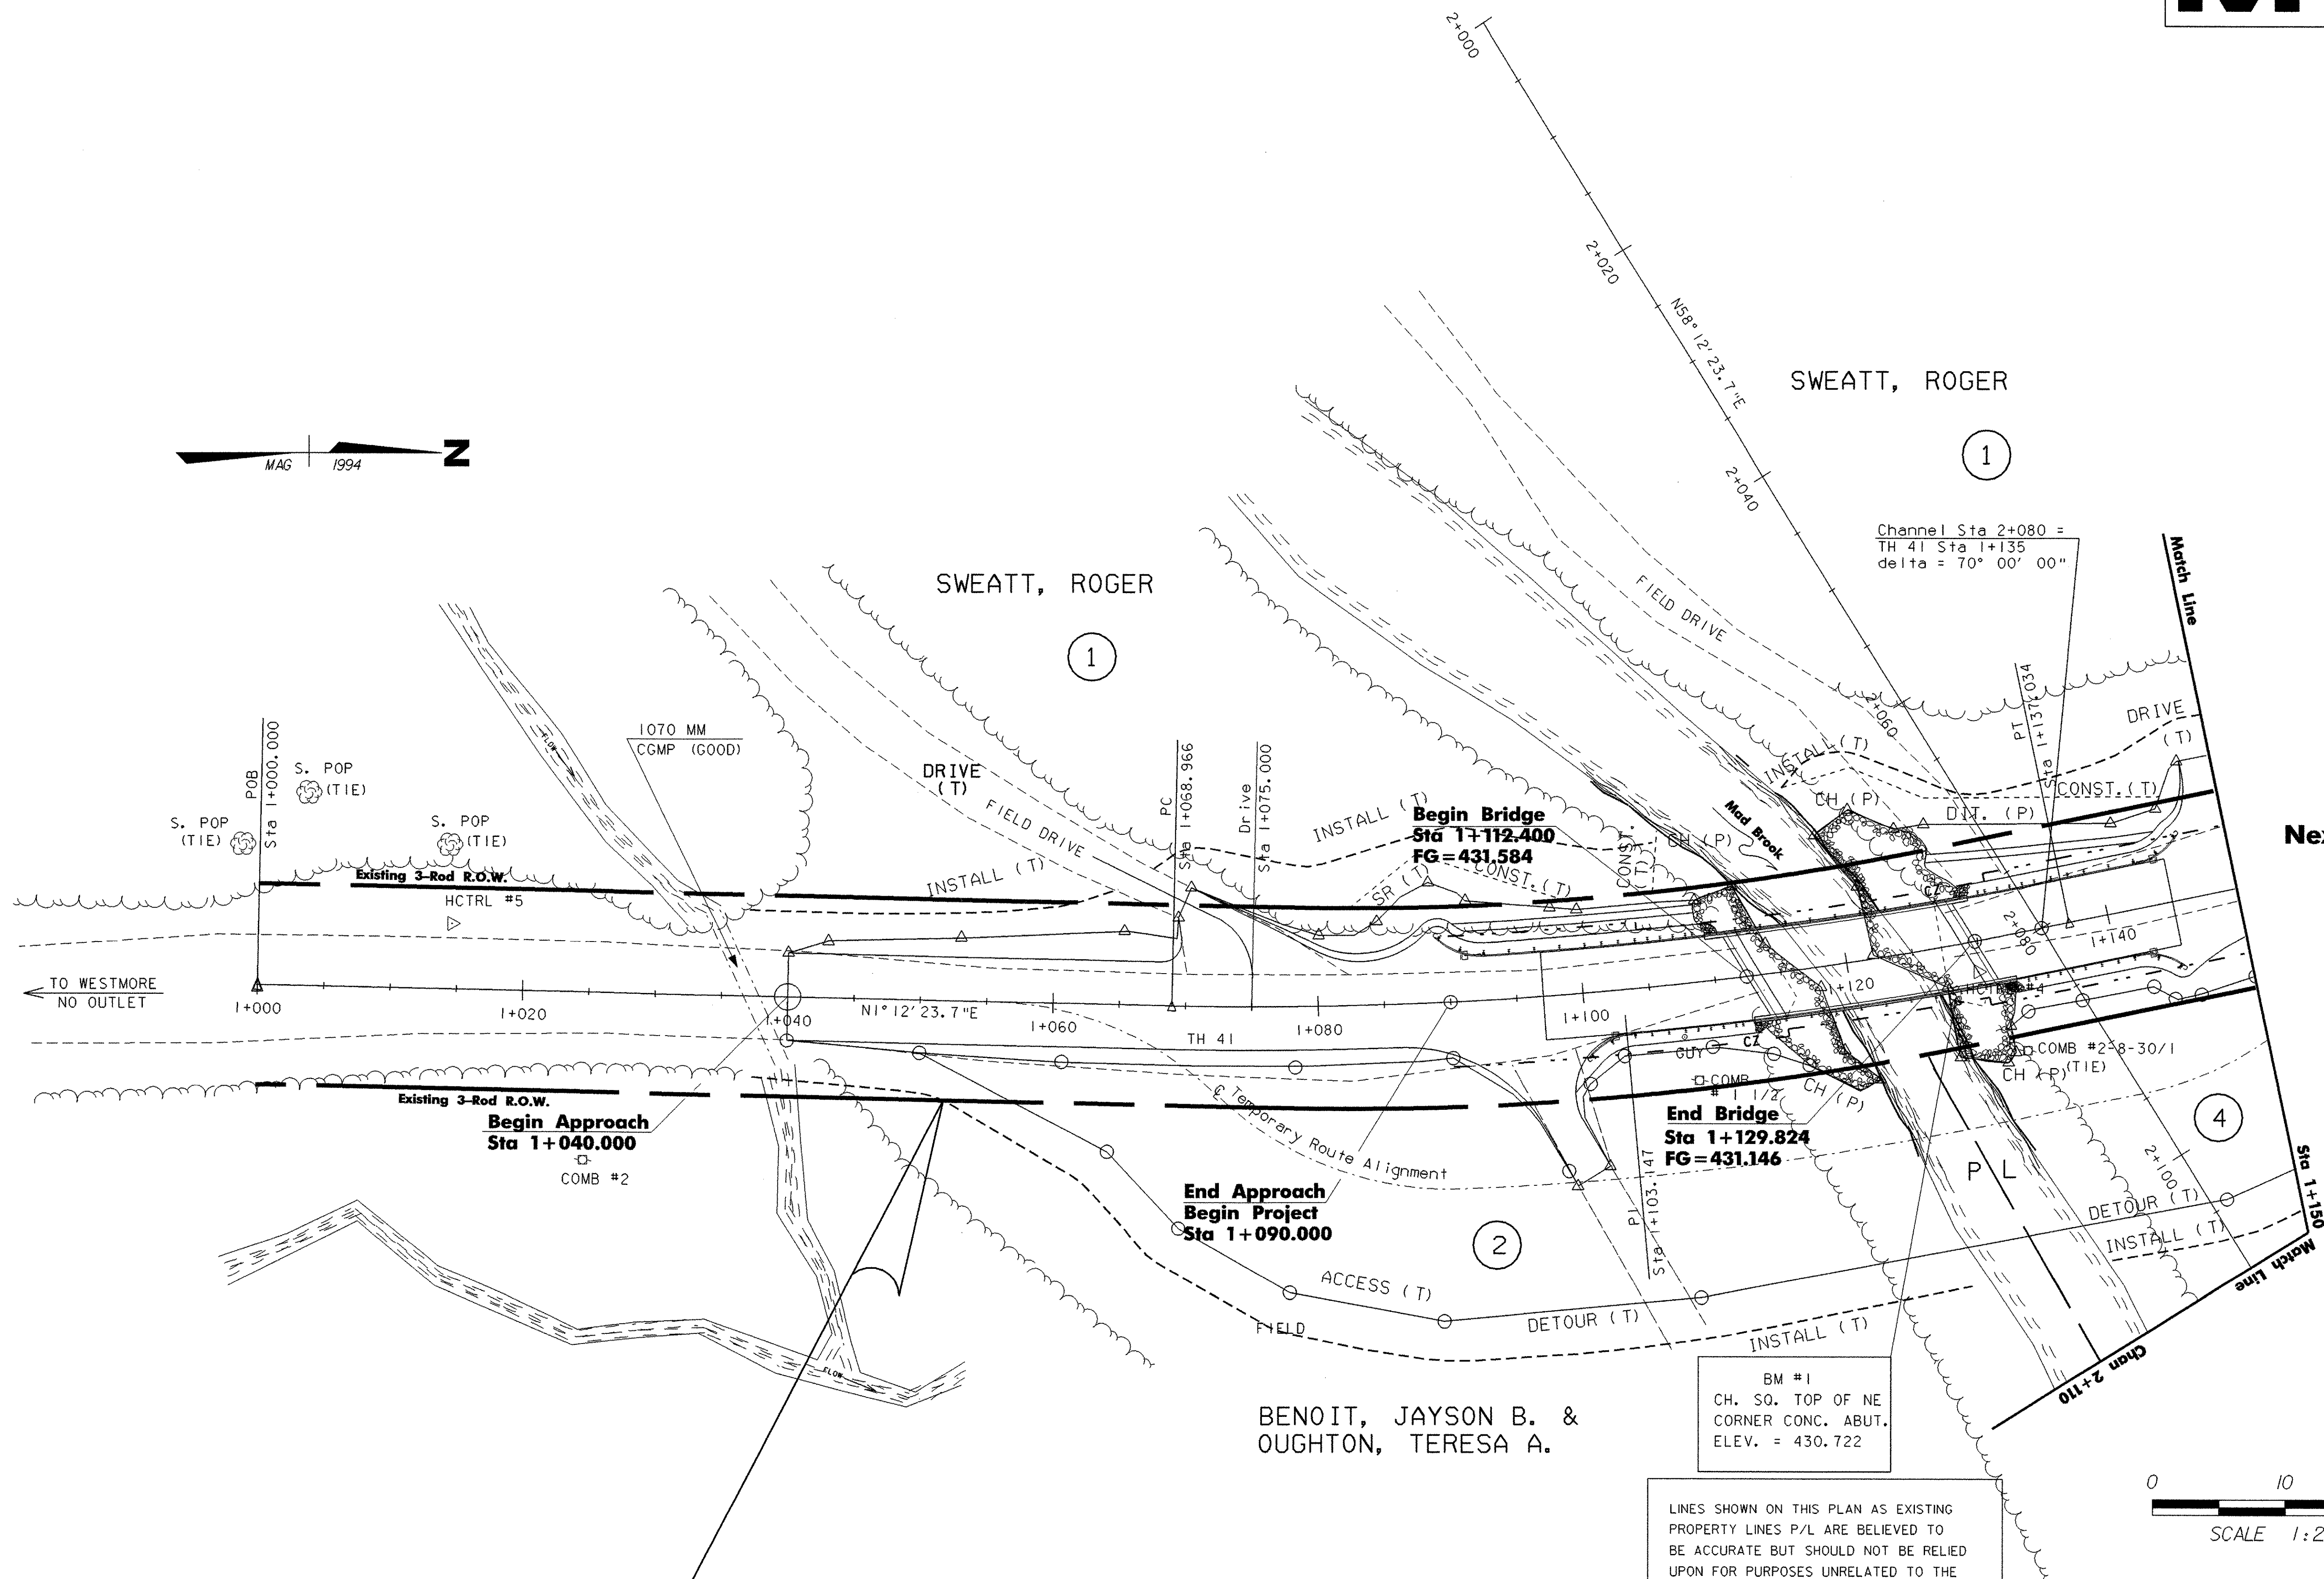 2+000
2+020
N58°12'23.7"E
2+040
SWEATT, ROGER
1
Channel Sta 2+080 =
TH 41 Sta 1+135
delta = 70° 00' 00"
Match Line
MAG 1994 N
SWEATT, ROGER
1
FIELD DRIVE
2+060
PT
Sta 1+137.034
DRIVE
(T)
INSTALL (T)
CONST. (T)
CH (P)
DIT. (P)
POB
Sta 1+000.000
S. POP
(TIE)
S. POP
(TIE)
S. POP
(TIE)
FLOW
1070 MM
CGMP (GOOD)
DRIVE
(T)
FIELD DRIVE
PC
Sta 1+068.966
Drive
Sta 1+075.000
INSTALL (T)
Begin Bridge
Sta 1+112.400
FG=431.584
CONST.
(T)
CH (P)
Mad Brook
Existing 3-Rod R.O.W.
HCTRL #5
INSTALL (T)
SR (T)
CONST. (T)
CZ
2+080
1+140
TO WESTMORE
NO OUTLET
1+000
1+020
1+040
N1°12'23.7"E
1+060
TH 41
1+080
1+100
1+120
HCTRL #4
GUY
CZ
COMB
# 1 1/2
CH (P)
COMB #2-8-30/1
(TIE)
CH (P)
Existing 3-Rod R.O.W.
Begin Approach
Sta 1+040.000
COMB #2
℄ Temporary Route Alignment
End Bridge
Sta 1+129.824
FG=431.146
4
P L
2+100
Sta 1+150
Match Line
End Approach
Begin Project
Sta 1+090.000
2
PI
Sta 1+103.147
DETOUR (T)
INSTALL (T)
ACCESS (T)
FIELD
DETOUR (T)
INSTALL (T)
FLOW
Chan 2+110
BENOIT, JAYSON B. &
OUGHTON, TERESA A.
BM #1
CH. SQ. TOP OF NE
CORNER CONC. ABUT.
ELEV. = 430.722
LINES SHOWN ON THIS PLAN AS EXISTING
PROPERTY LINES P/L ARE BELIEVED TO
BE ACCURATE BUT SHOULD NOT BE RELIED
UPON FOR PURPOSES UNRELATED TO THE
0 10
SCALE 1:2